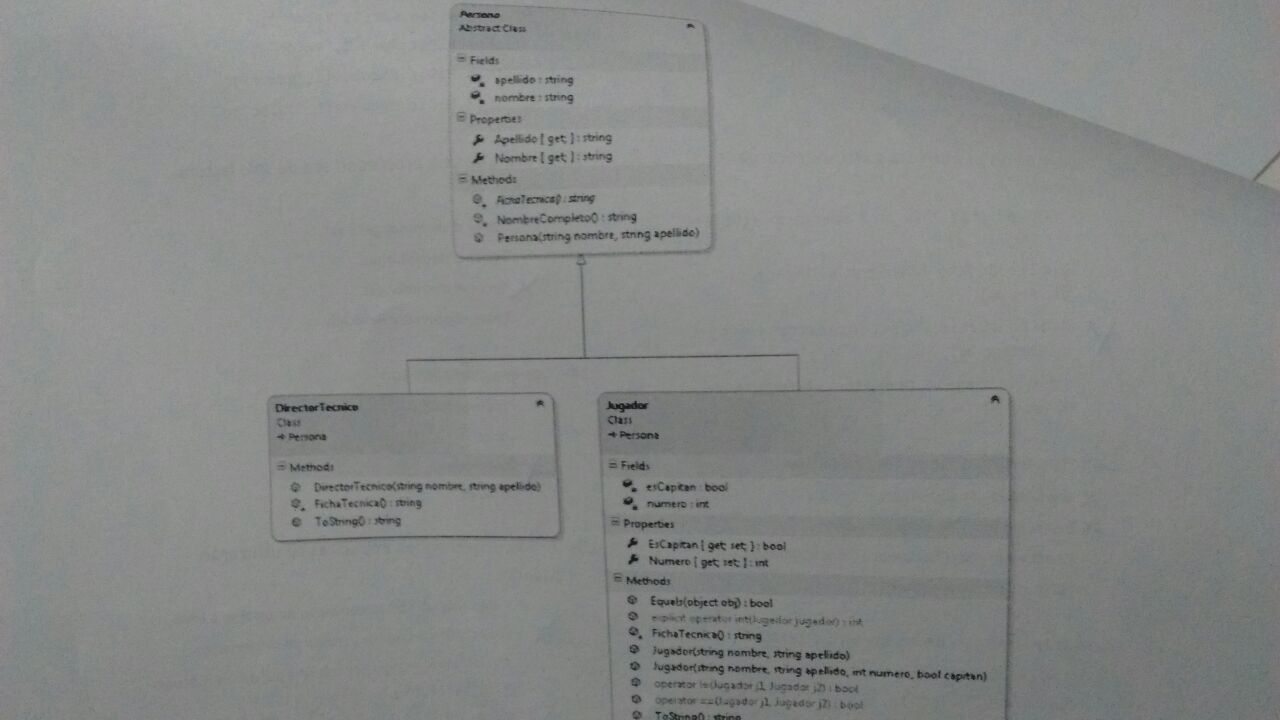 Persona
Abstract Class
Fields
apellido : string
nombre : string
Properties
Apellido { get; } : string
Nombre { get; } : string
Methods
FichaTecnica() : string
NombreCompleto() : string
Persona(string nombre, string apellido)
DirectorTecnico
Class
→ Persona
Methods
DirectorTecnico(string nombre, string apellido)
FichaTecnica() : string
ToString() : string
Jugador
Class
→ Persona
Fields
esCapitan : bool
numero : int
Properties
EsCapitan { get; set; } : bool
Numero { get; set; } : int
Methods
Equals(object obj) : bool
explicit operator int(Jugador jugador) : int
FichaTecnica() : string
Jugador(string nombre, string apellido)
Jugador(string nombre, string apellido, int numero, bool capitan)
operator !=(Jugador j1, Jugador j2) : bool
operator ==(Jugador j1, Jugador j2) : bool
ToString() : string